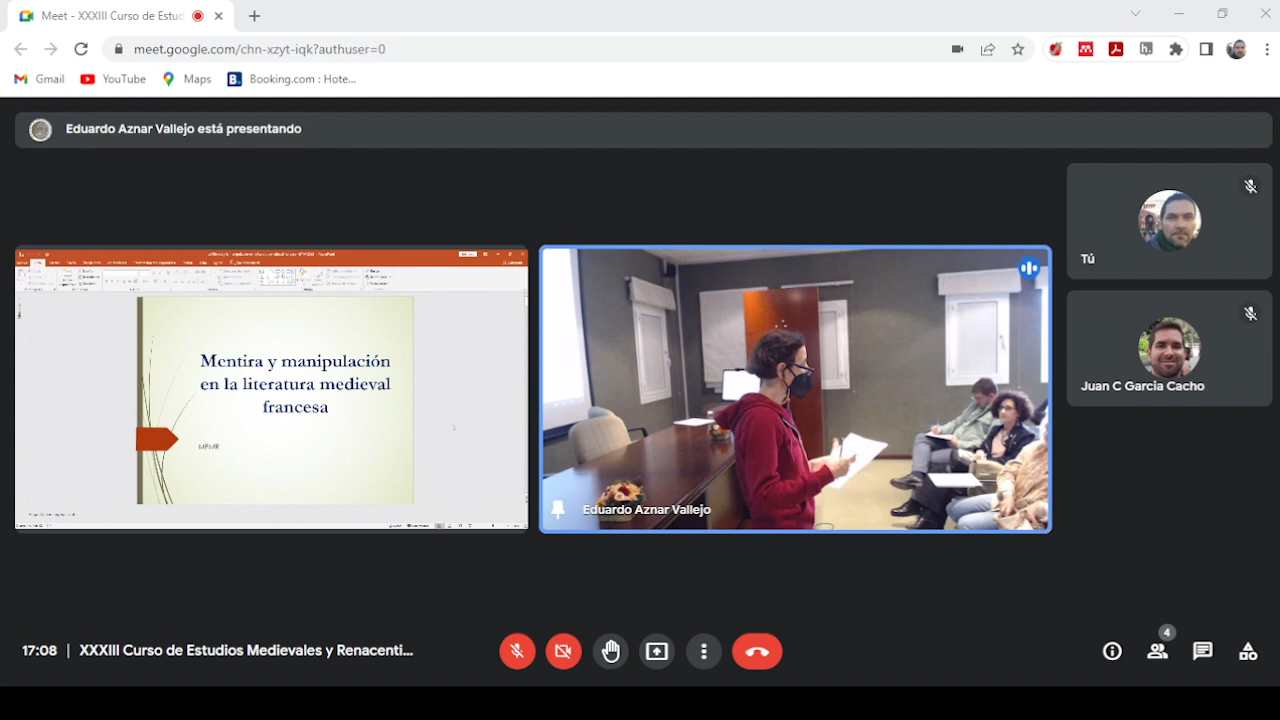 Meet - XXXIII Curso de Estud
meet.google.com/chn-xzyt-iqk?authuser=0
Gmail
YouTube
Maps
B.
Booking.com : Hote...
Eduardo Aznar Vallejo está presentando
Mentira y manipulación
en la literatura medieval
francesa
MPMR
Eduardo Aznar Vallejo
Tú
Juan C Garcia Cacho
17:08 | XXXIII Curso de Estudios Medievales y Renacenti...
4